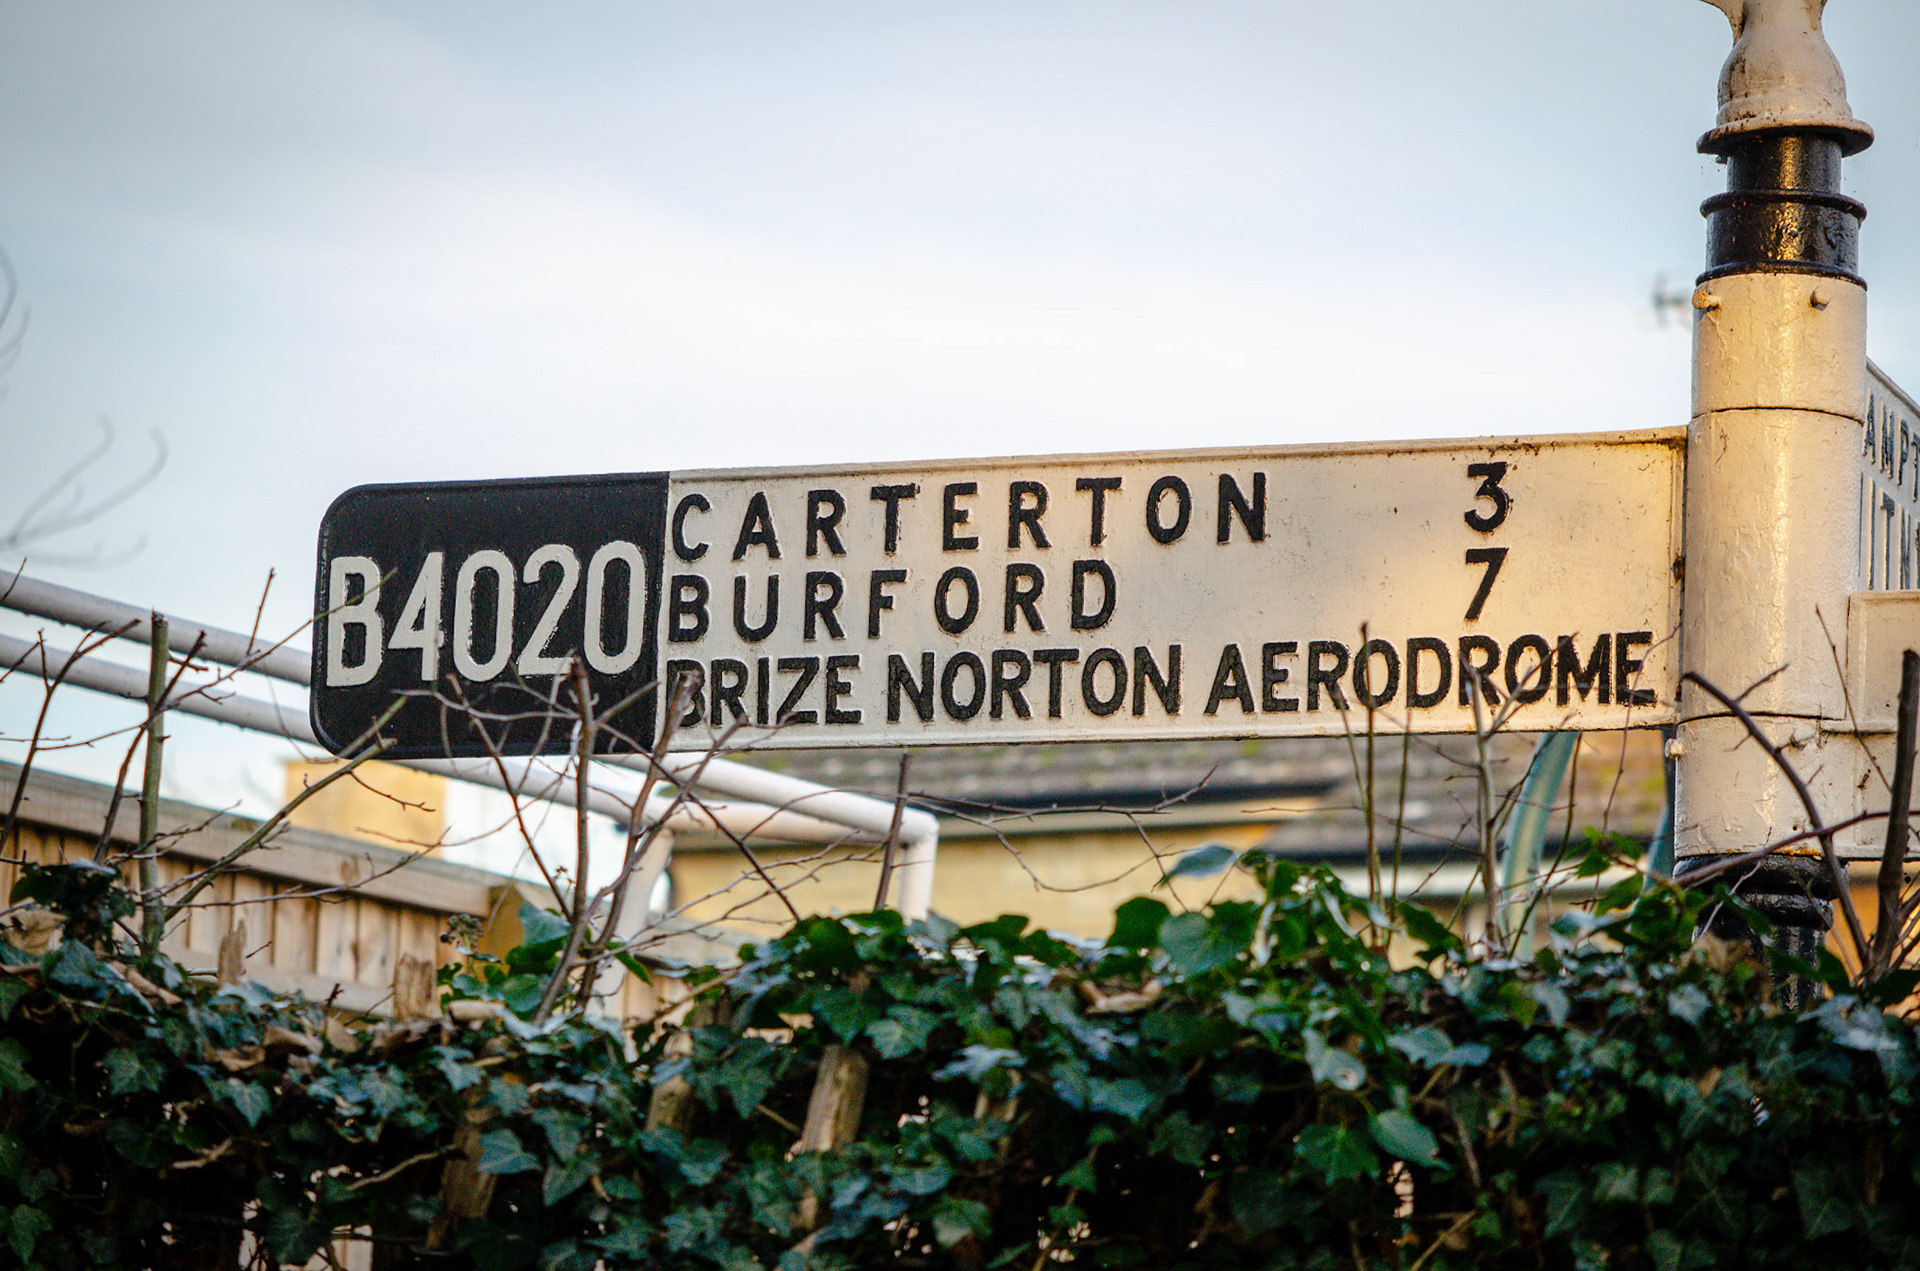 B4020
CARTERTON 3
BURFORD 7
BRIZE NORTON AERODROME